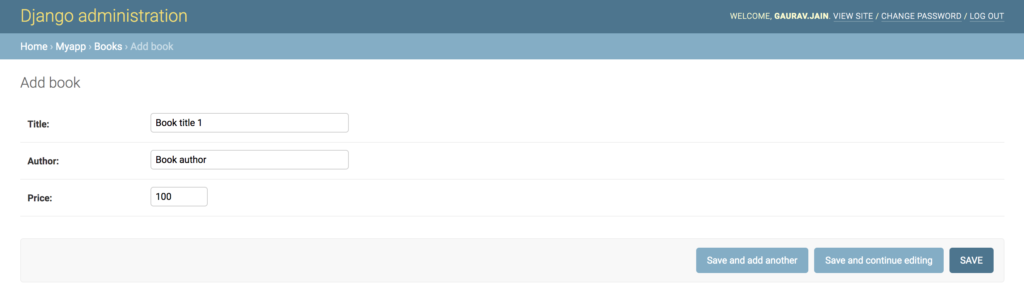 Django administration
WELCOME, GAURAV.JAIN. VIEW SITE / CHANGE PASSWORD / LOG OUT
Home › Myapp › Books › Add book
Add book
Title: Book title 1
Author: Book author
Price: 100
Save and add another Save and continue editing SAVE